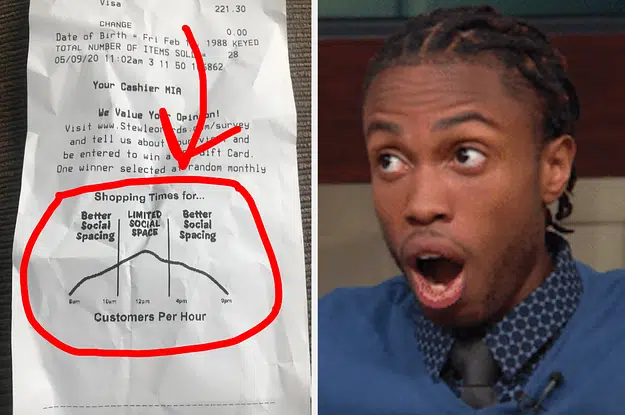 Visa 221.30
CHANGE 0.00
Date of Birth = Fri Feb 1 1988 KEYED
TOTAL NUMBER OF ITEMS SOL 28
05/09/20 11:02am 3 11 50 862
Your Cashier MIA
We Value Your Opinion!
Visit www.Stewleonards.com/survey
and tell us about your visit and
be entered to win a Gift Card.
One winner selected at random monthly
Shopping Times for...
Better Social Spacing
LIMITED SOCIAL SPACE
Better Social Spacing
8am 10am 12pm 4pm 9pm
Customers Per Hour